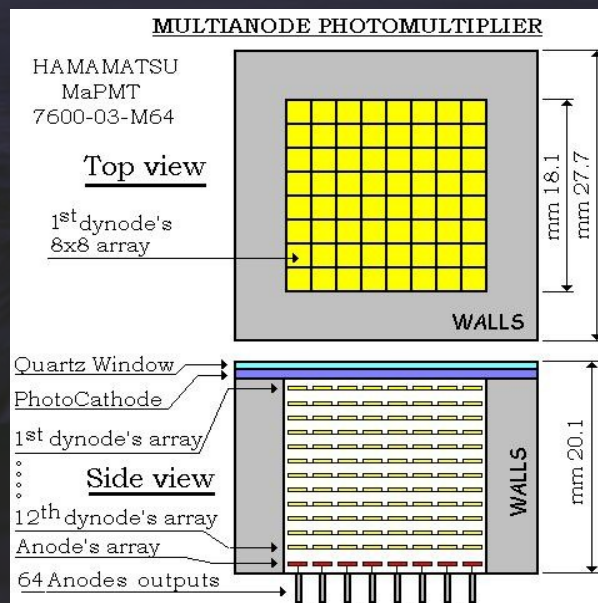 MULTIANODE PHOTOMULTIPLIER
HAMAMATSU
MaPMT
7600-03-M64
Top view
1st dynode's
8x8 array
WALLS
mm 18.1
mm 27.7
Quartz Window
PhotoCathode
1st dynode's array
Side view
12th dynode's array
Anode's array
64 Anodes outputs
WALLS
mm 20.1